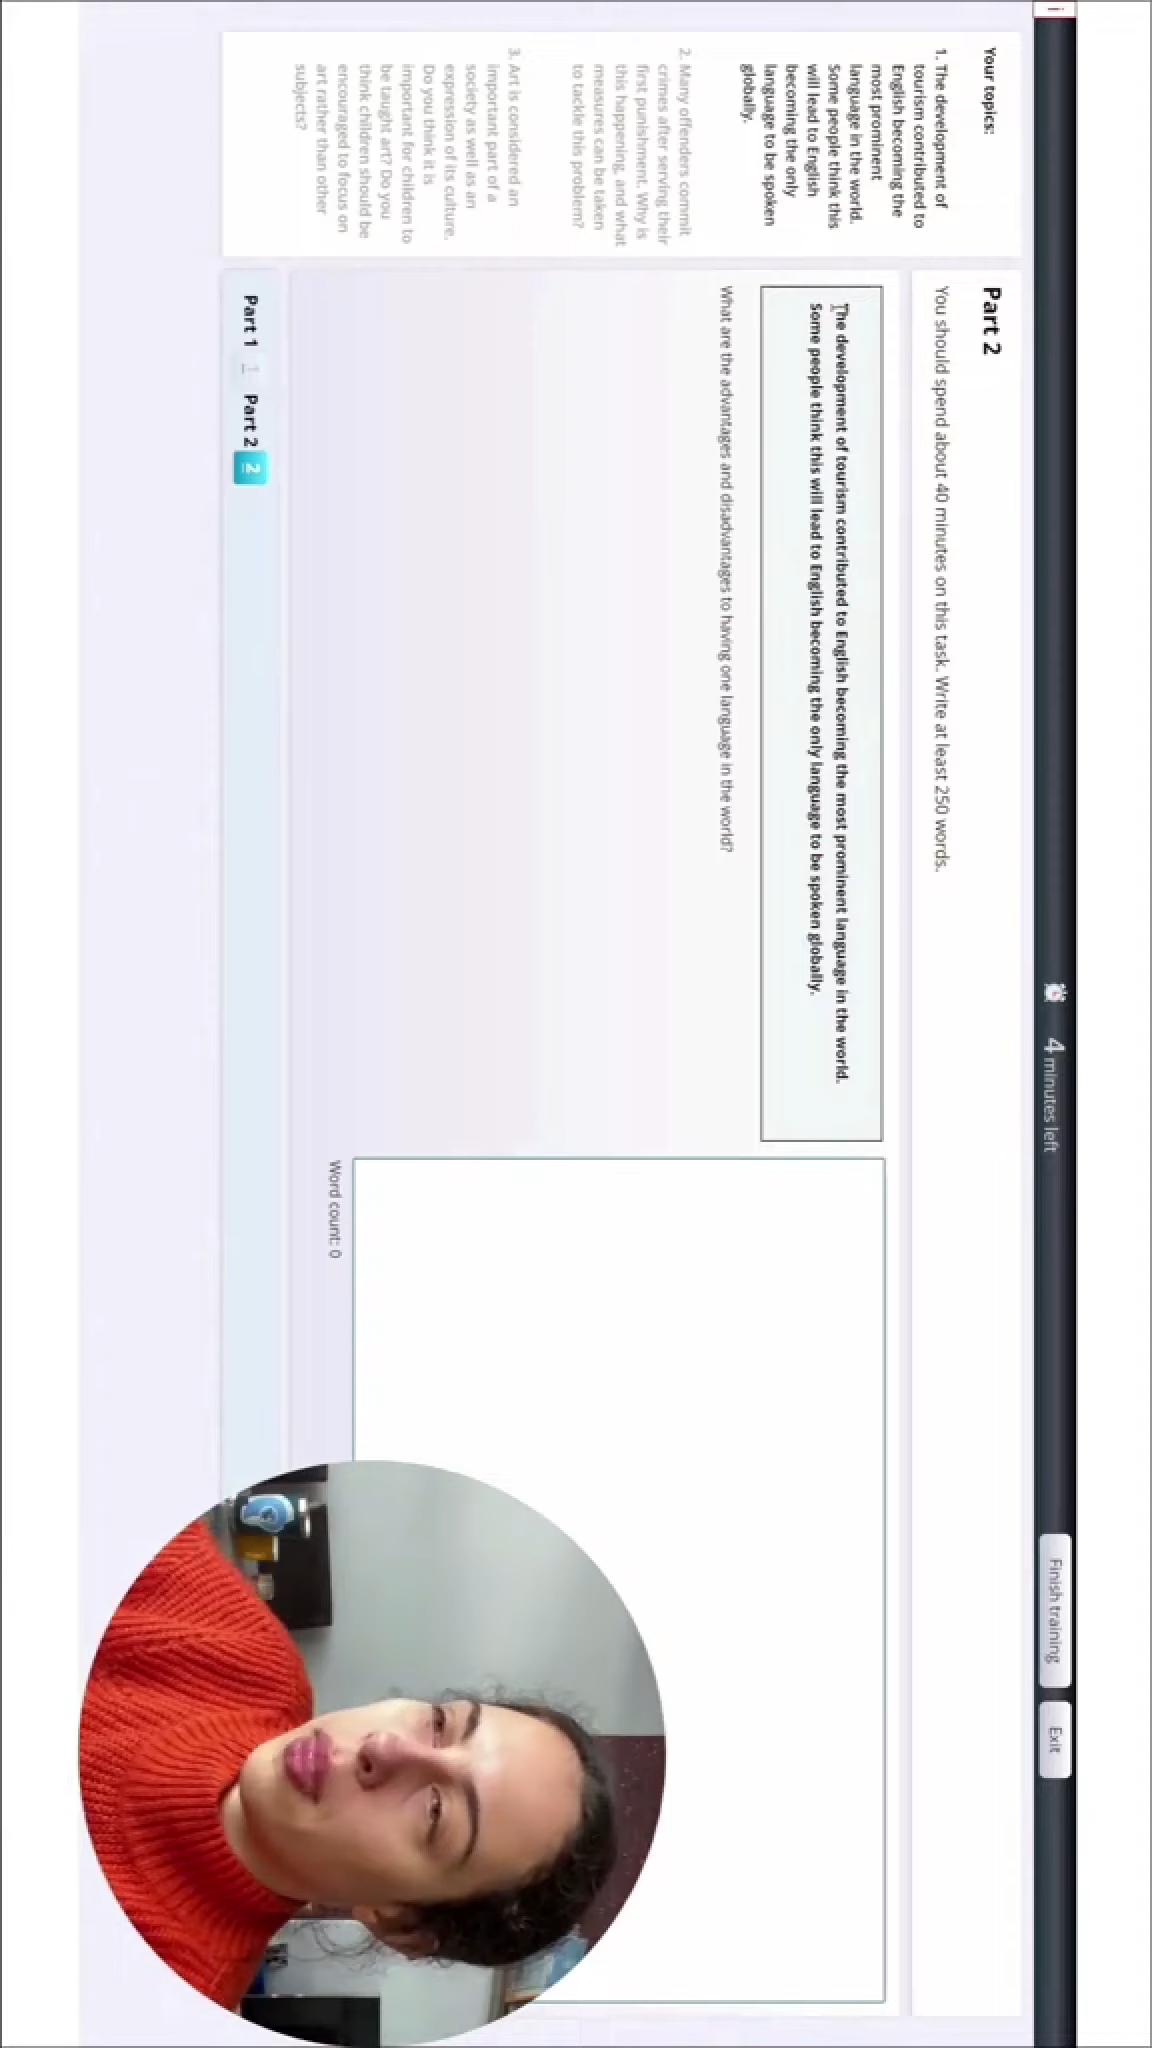 4 minutes left
Finish training
Exit
Your topics:
1. The development of
tourism contributed to
English becoming the
most prominent
language in the world.
Some people think this
will lead to English
becoming the only
language to be spoken
globally.
2. Many offenders commit
crimes after serving their
first punishment. Why is
this happening, and what
measures can be taken
to tackle this problem?
3. Art is considered an
important part of a
society as well as an
expression of its culture.
Do you think it is
important for children to
be taught art? Do you
think children should be
encouraged to focus on
art rather than other
subjects?
Part 2
You should spend about 40 minutes on this task. Write at least 250 words.
The development of tourism contributed to English becoming the most prominent language in the world.
Some people think this will lead to English becoming the only language to be spoken globally.
What are the advantages and disadvantages to having one language in the world?
Word count: 0
Part 1 1 Part 2 2